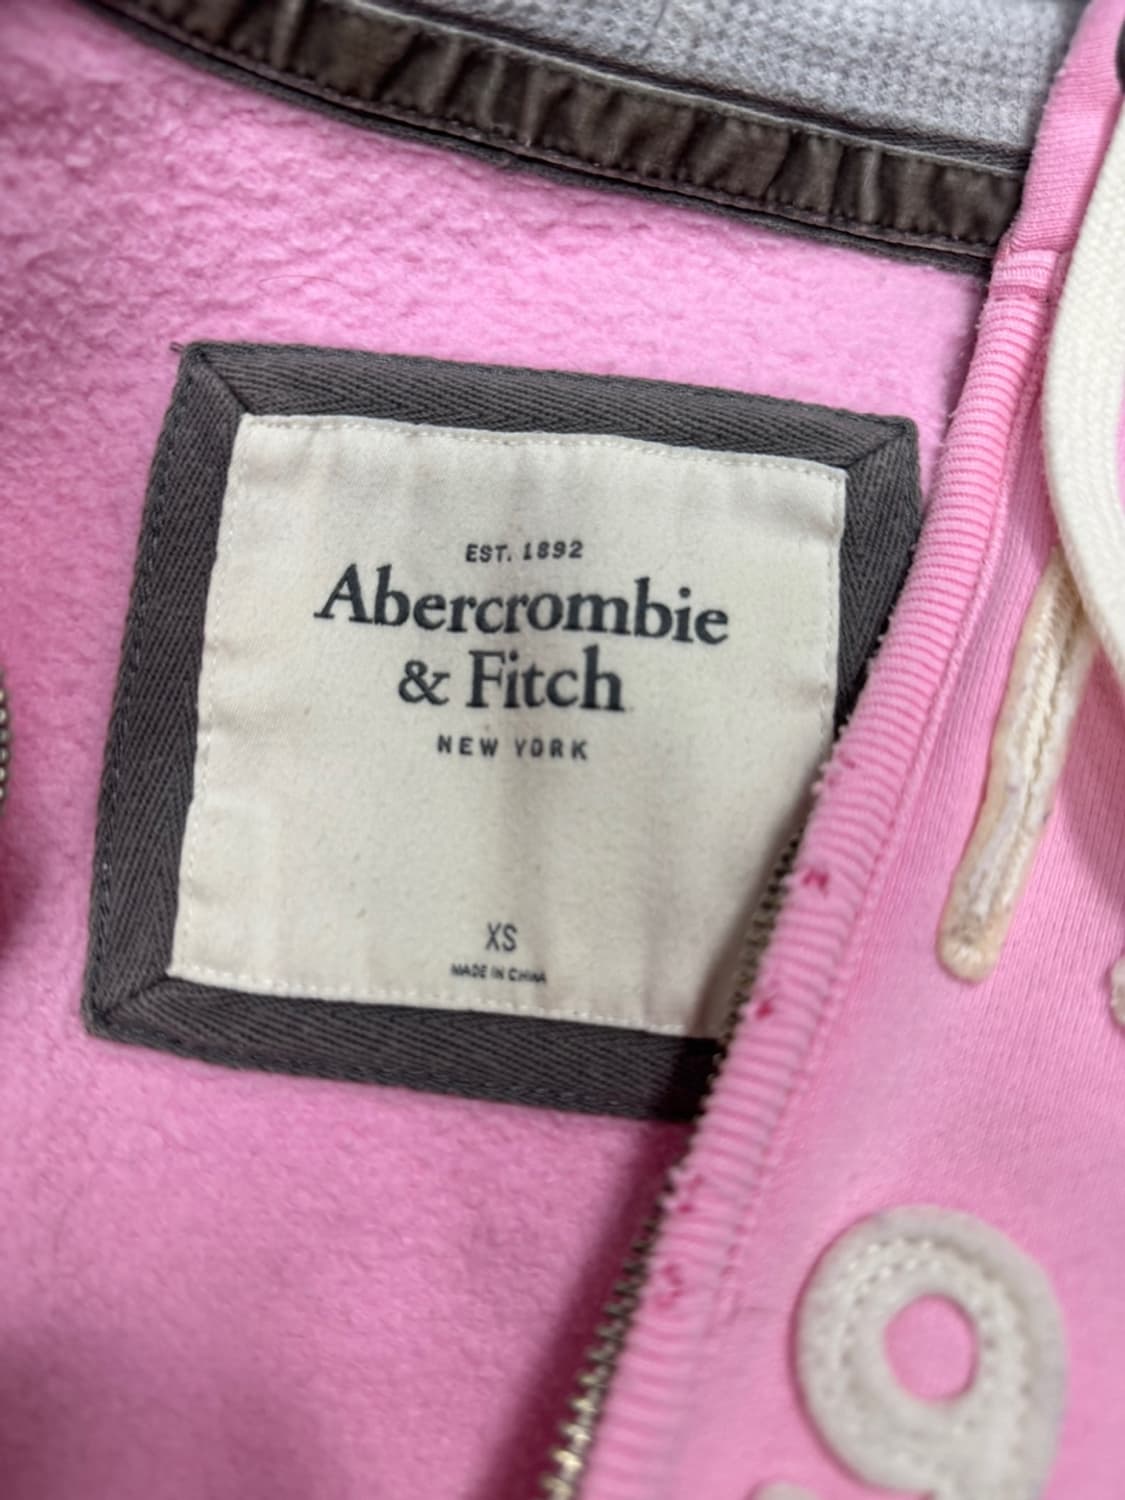 EST. 1892
Abercrombie
& Fitch
NEW YORK
XS
MADE IN CHINA